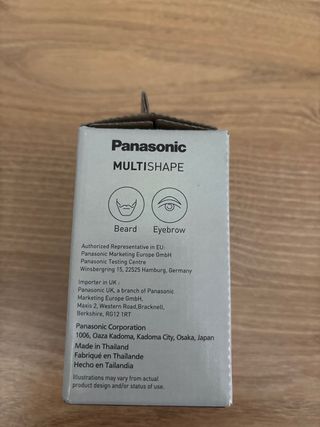 Panasonic
MULTISHAPE
Beard Eyebrow
Authorized Representative in EU:
Panasonic Marketing Europe GmbH
Panasonic Testing Centre
Winsbergring 15, 22525 Hamburg, Germany
Importer in UK :
Panasonic UK, a branch of Panasonic
Marketing Europe GmbH,
Maxis 2, Western Road,Bracknell,
Berkshire, RG12 1RT
Panasonic Corporation
1006, Oaza Kadoma, Kadoma City, Osaka, Japan
Made in Thailand
Fabriqué en Thaïlande
Hecho en Tailandia
Illustrations may vary from actual
product design and/or status of use.